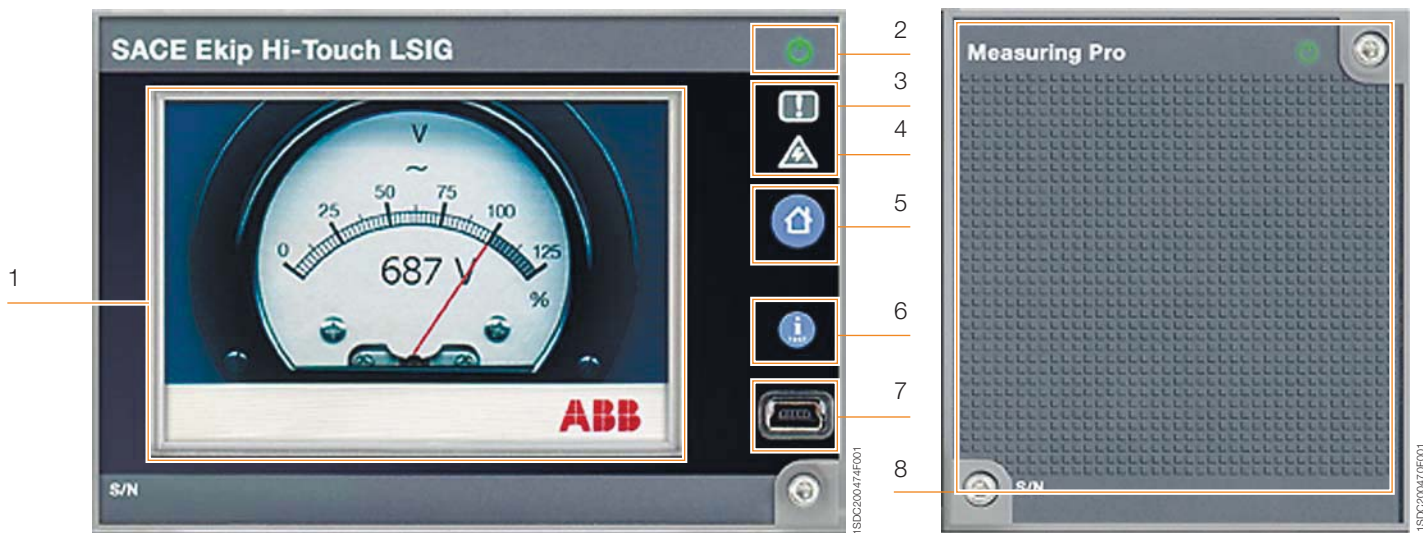 SACE Ekip Hi-Touch LSIG
V
~
0 25 50 75 100 125
%
687 V
ABB
i
TEST
S/N
1SDC200474F001
Measuring Pro
S/N
1SDC200470F001
1
2
3
4
5
6
7
8